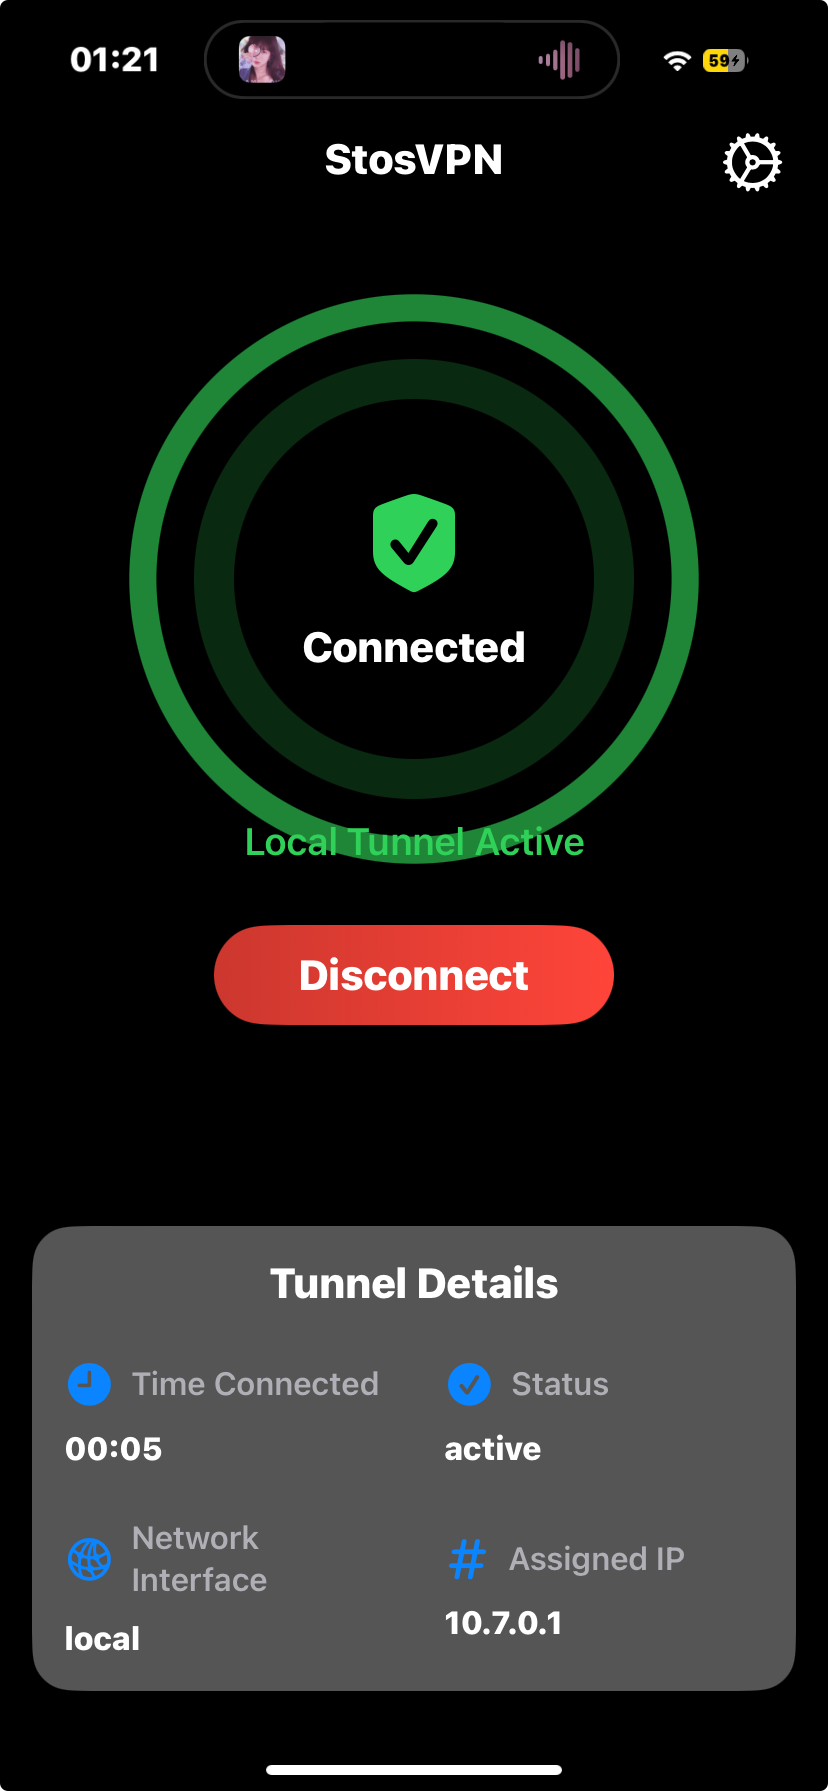 01:21
59
StosVPN
Connected
Local Tunnel Active
Disconnect
Tunnel Details
Time Connected
Status
00:05
active
Network
Interface
Assigned IP
local
10.7.0.1